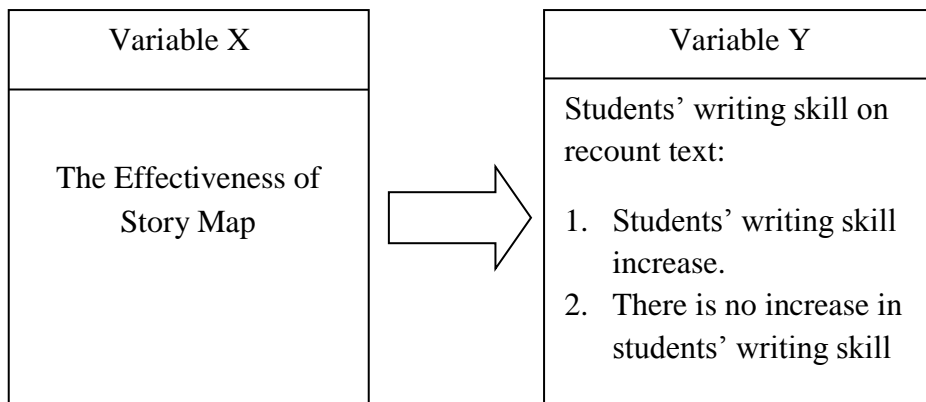 Variable X
The Effectiveness of
Story Map
Variable Y
Students’ writing skill on
recount text:
1. Students’ writing skill
increase.
2. There is no increase in
students’ writing skill